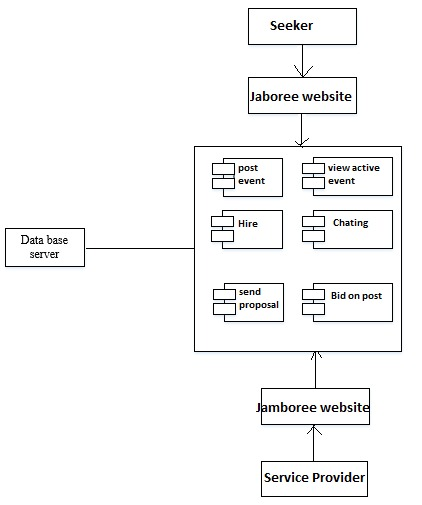 Seeker
Jaboree website
post
event
view active
event
Hire
Chating
Data base
server
send
proposal
Bid on post
Jamboree website
Service Provider